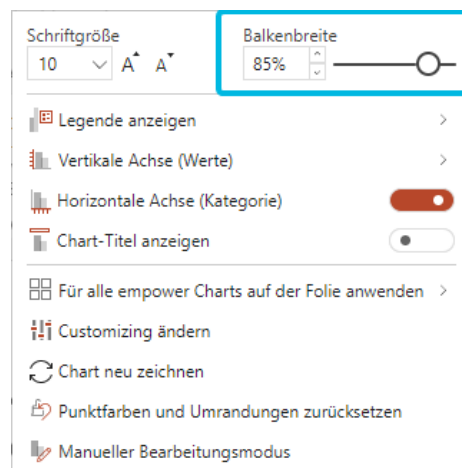 Schriftgröße Balkenbreite
10 A A 85%
Legende anzeigen
Vertikale Achse (Werte)
Horizontale Achse (Kategorie)
Chart-Titel anzeigen
Für alle empower Charts auf der Folie anwenden
Customizing ändern
Chart neu zeichnen
Punktfarben und Umrandungen zurücksetzen
Manueller Bearbeitungsmodus